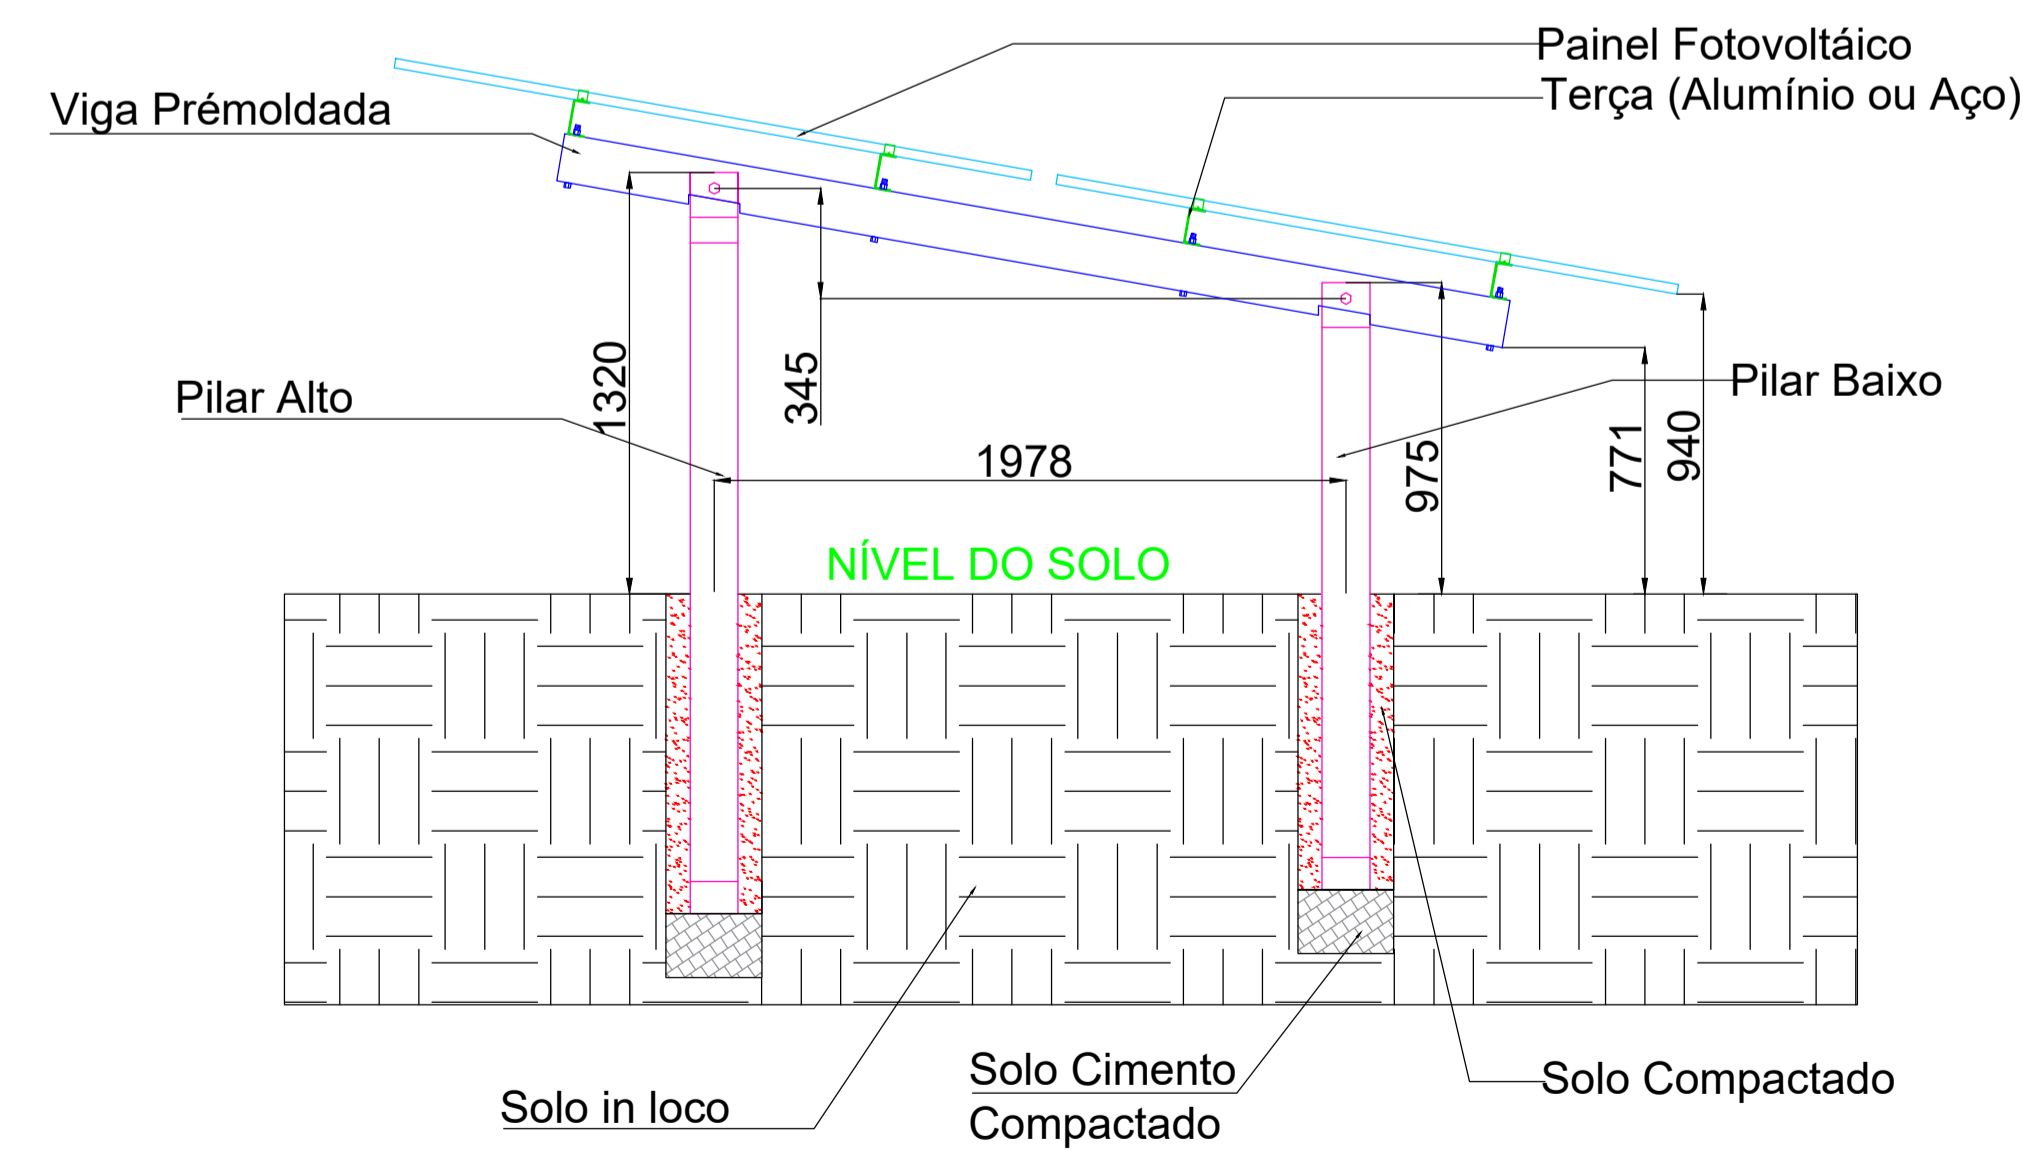 Painel Fotovoltáico
Terça (Alumínio ou Aço)
Viga Prémoldada
1320
345
Pilar Alto
Pilar Baixo
1978
975
771
940
NÍVEL DO SOLO
Solo Cimento
Compactado
Solo Compactado
Solo in loco